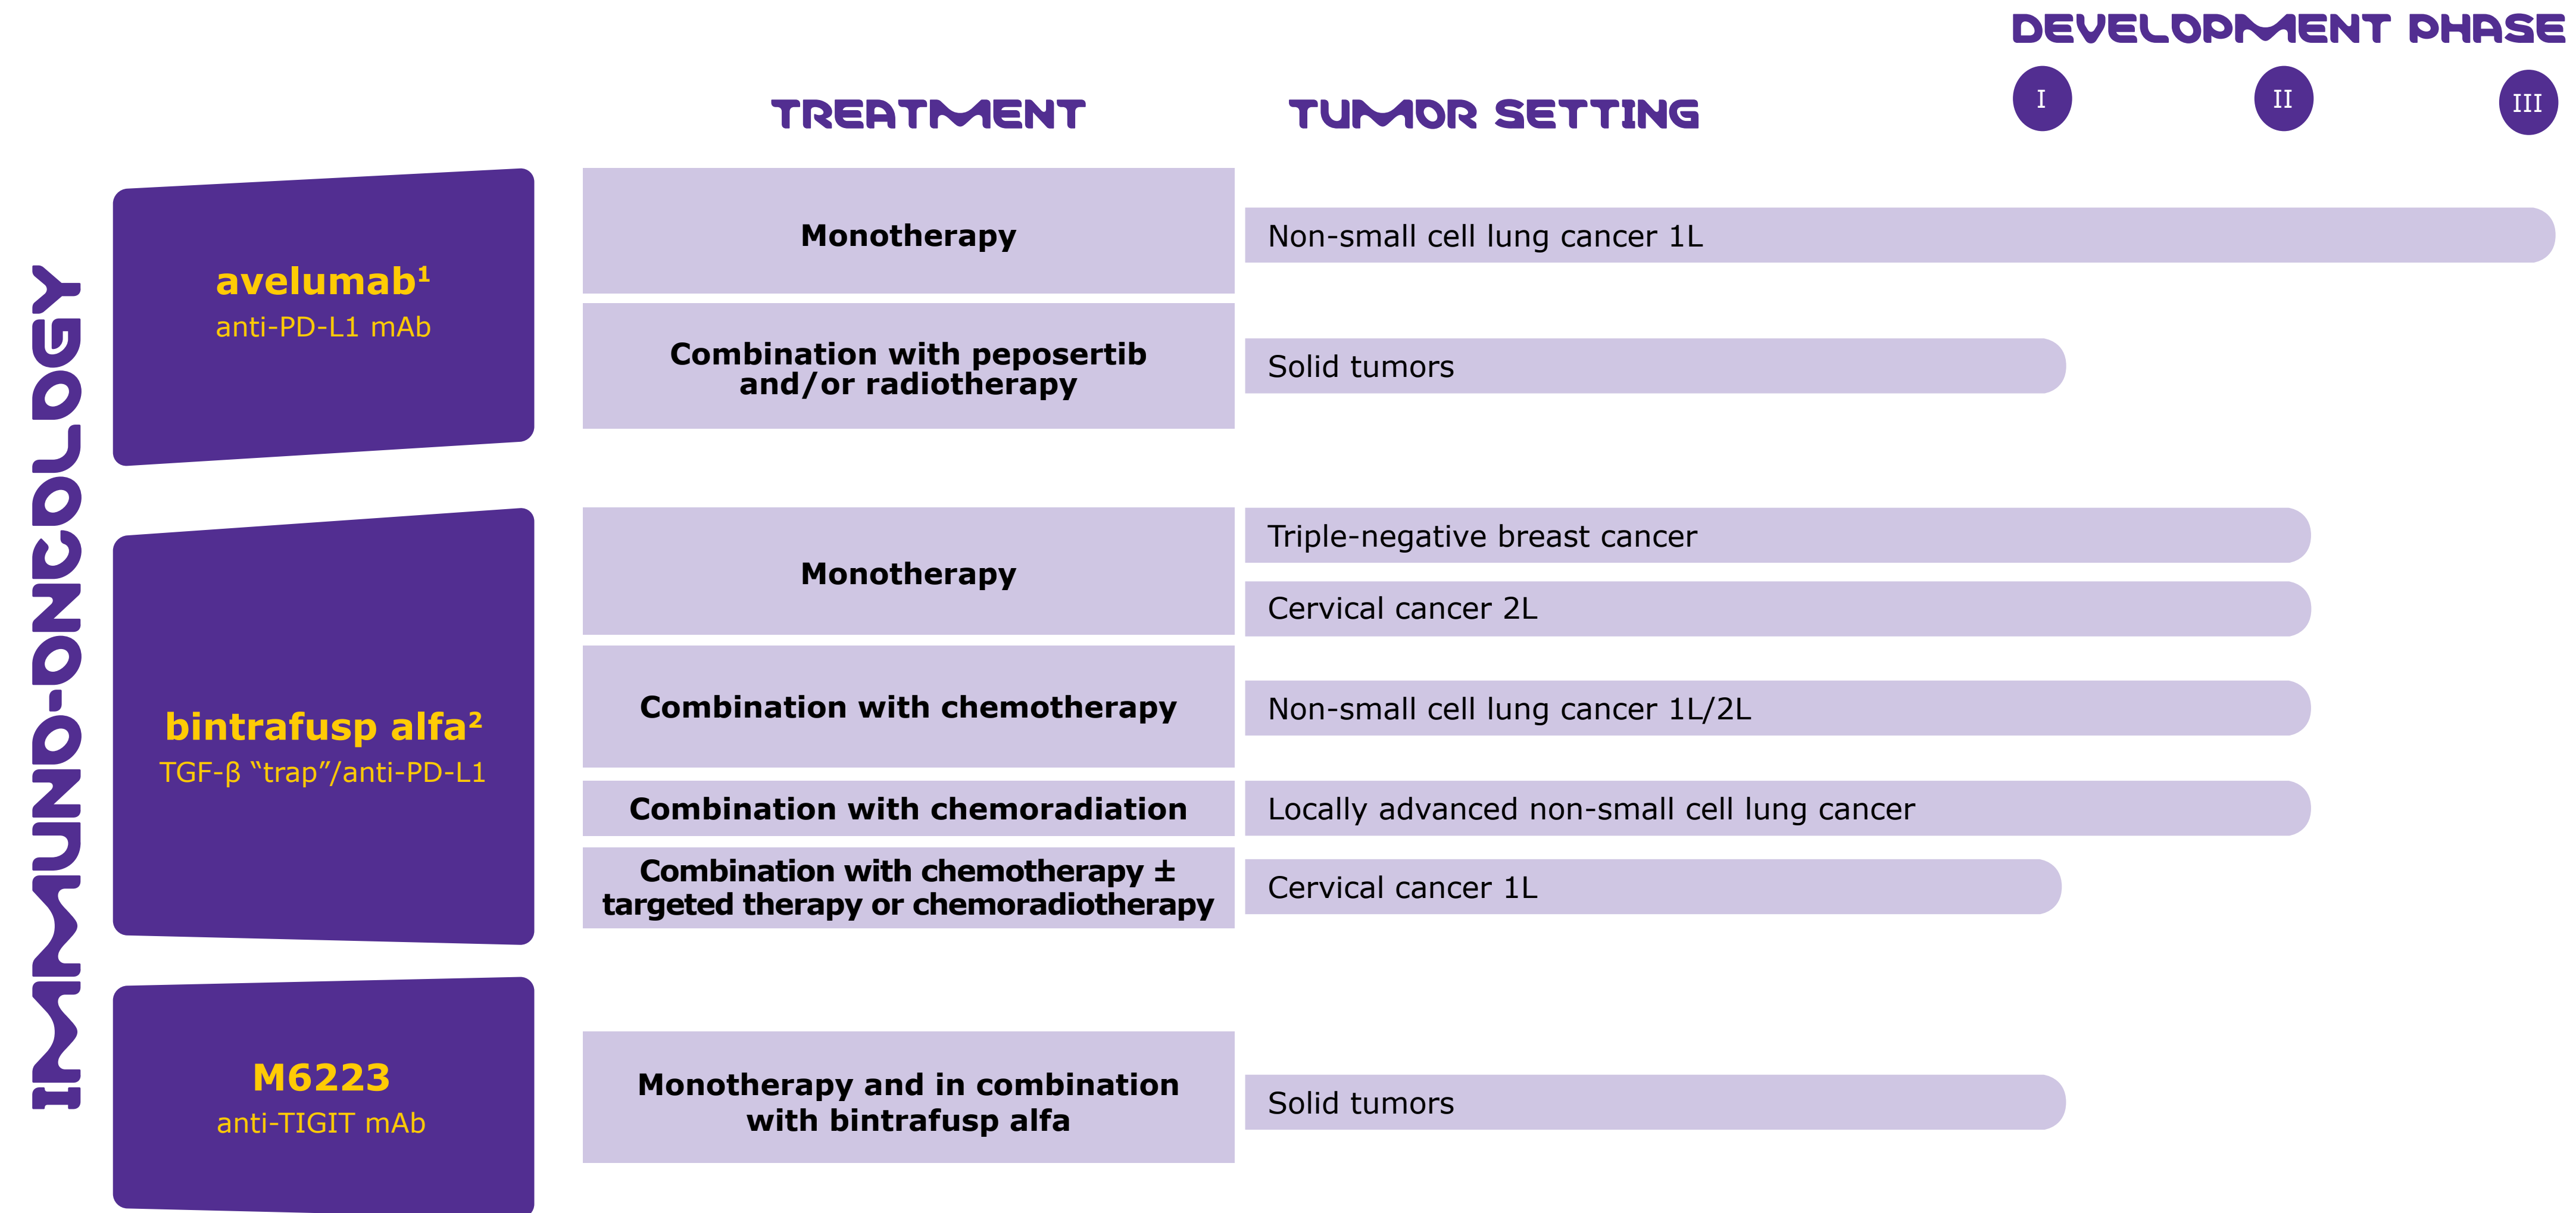 DEVELOPMENT PHASE
TREATMENT
TUMOR SETTING
I
II
III
IMMUNO-ONCOLOGY
avelumab¹
anti-PD-L1 mAb
Monotherapy
Non-small cell lung cancer 1L
Combination with peposertib
and/or radiotherapy
Solid tumors
bintrafusp alfa²
TGF-β “trap”/anti-PD-L1
Monotherapy
Triple-negative breast cancer
Cervical cancer 2L
Combination with chemotherapy
Non-small cell lung cancer 1L/2L
Combination with chemoradiation
Locally advanced non-small cell lung cancer
Combination with chemotherapy ±
targeted therapy or chemoradiotherapy
Cervical cancer 1L
M6223
anti-TIGIT mAb
Monotherapy and in combination
with bintrafusp alfa
Solid tumors